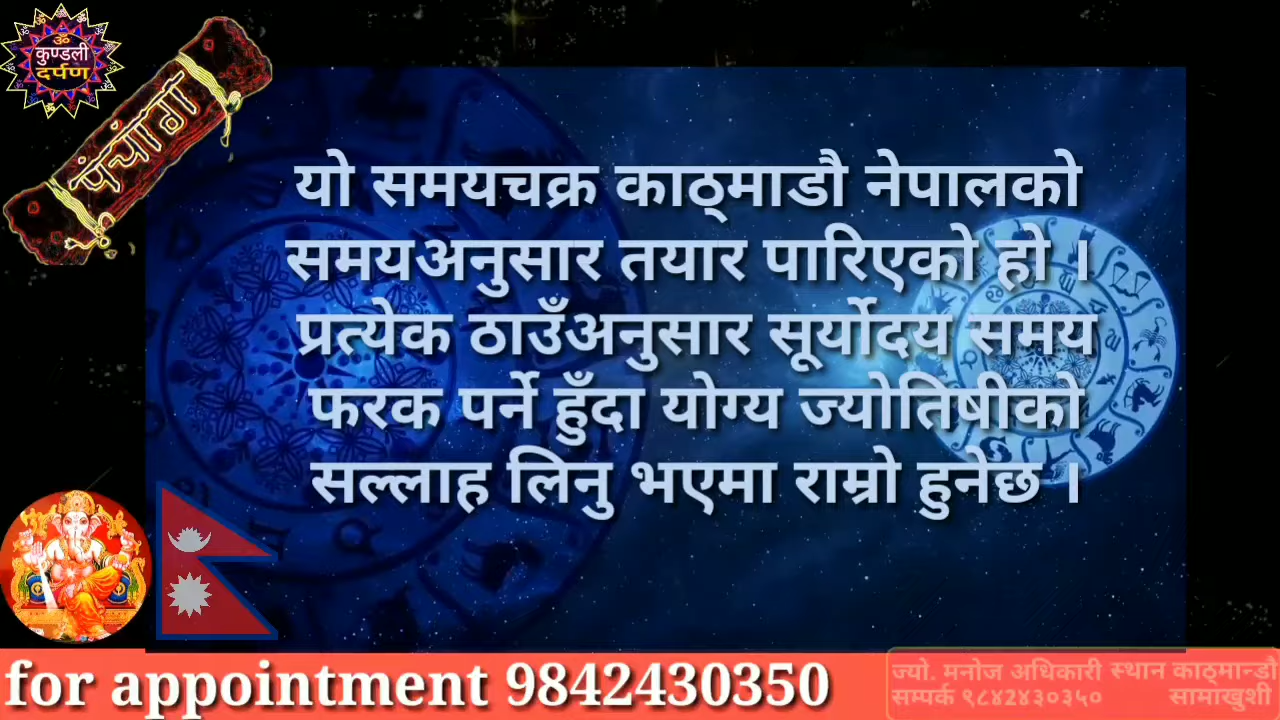 ॐ
कुण्डली
दर्पण
पंचांग
यो समयचक्र काठ्माडौ नेपालको
समयअनुसार तयार पारिएको हो ।
प्रत्येक ठाउँअनुसार सूर्योदय समय
फरक पर्ने हुँदा योग्य ज्योतिषीको
सल्लाह लिनु भएमा राम्रो हुनेछ ।
for appointment 9842430350
ज्यो. मनोज अधिकारी स्थान काठ्मान्डौ
सम्पर्क ९८४२४३०३५० सामाखुशी